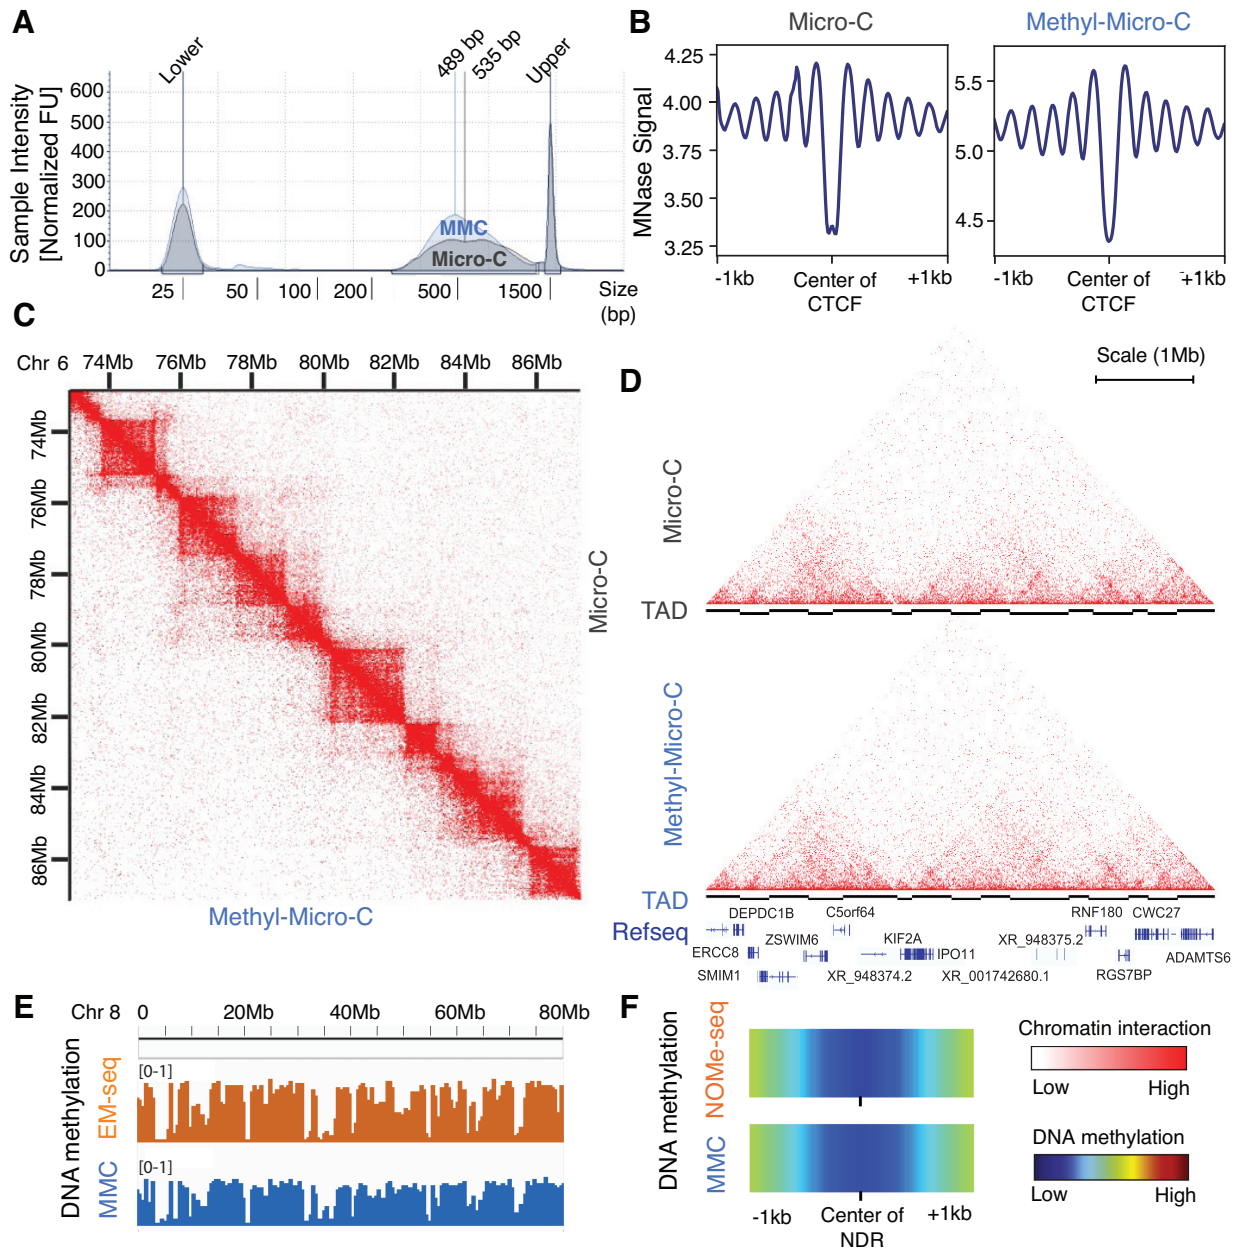 A
Lower
489 bp
535 bp
Upper
Sample Intensity
[Normalized FU]
600
500
400
300
200
100
0
MMC
Micro-C
25
50
100
200
500
1500
Size
(bp)
B
Micro-C
Methyl-Micro-C
MNase Signal
4.25
4.00
3.75
3.50
3.25
5.5
5.0
4.5
-1kb
Center of
CTCF
+1kb
-1kb
Center of
CTCF
+1kb
C
Chr 6
74Mb
76Mb
78Mb
80Mb
82Mb
84Mb
86Mb
74Mb
76Mb
78Mb
80Mb
82Mb
84Mb
86Mb
Micro-C
Methyl-Micro-C
D
Scale (1Mb)
Micro-C
TAD
Methyl-Micro-C
TAD
Refseq
DEPDC1B
C5orf64
RNF180
CWC27
ZSWIM6
KIF2A
XR_948375.2
ERCC8
IPO11
ADAMTS6
SMIM1
XR_948374.2
XR_001742680.1
RGS7BP
E
Chr 8
0
20Mb
40Mb
60Mb
80Mb
DNA methylation
EM-seq
[0-1]
MMC
[0-1]
F
DNA methylation
NOMe-seq
MMC
-1kb
Center of
NDR
+1kb
Chromatin interaction
Low
High
DNA methylation
Low
High